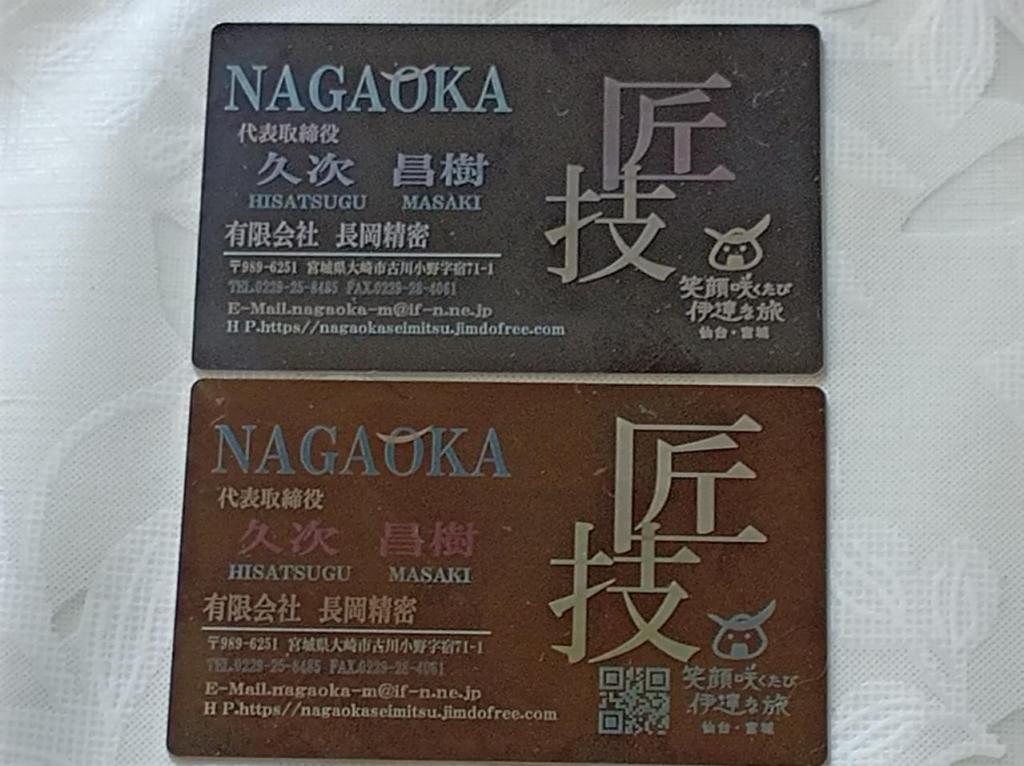 NAGAOKA
代表取締役
久次 昌樹
HISATSUGU MASAKI
有限会社 長岡精密
〒989-6251 宮城県大崎市古川小野字宿71-1
TEL.0229-25-8485 FAX.0229-28-4061
E-Mail.nagaoka-m@if-n.ne.jp
H P.https//nagaokaseimitsu.jimdofree.com
匠
技
笑顔咲くたび
伊達な旅
仙台・宮城
NAGAOKA
代表取締役
久次 昌樹
HISATSUGU MASAKI
有限会社 長岡精密
〒989-6251 宮城県大崎市古川小野字宿71-1
TEL.0229-25-8485 FAX.0229-28-4061
E-Mail.nagaoka-m@if-n.ne.jp
H P.https//nagaokaseimitsu.jimdofree.com
匠
技
笑顔咲くたび
伊達な旅
仙台・宮城